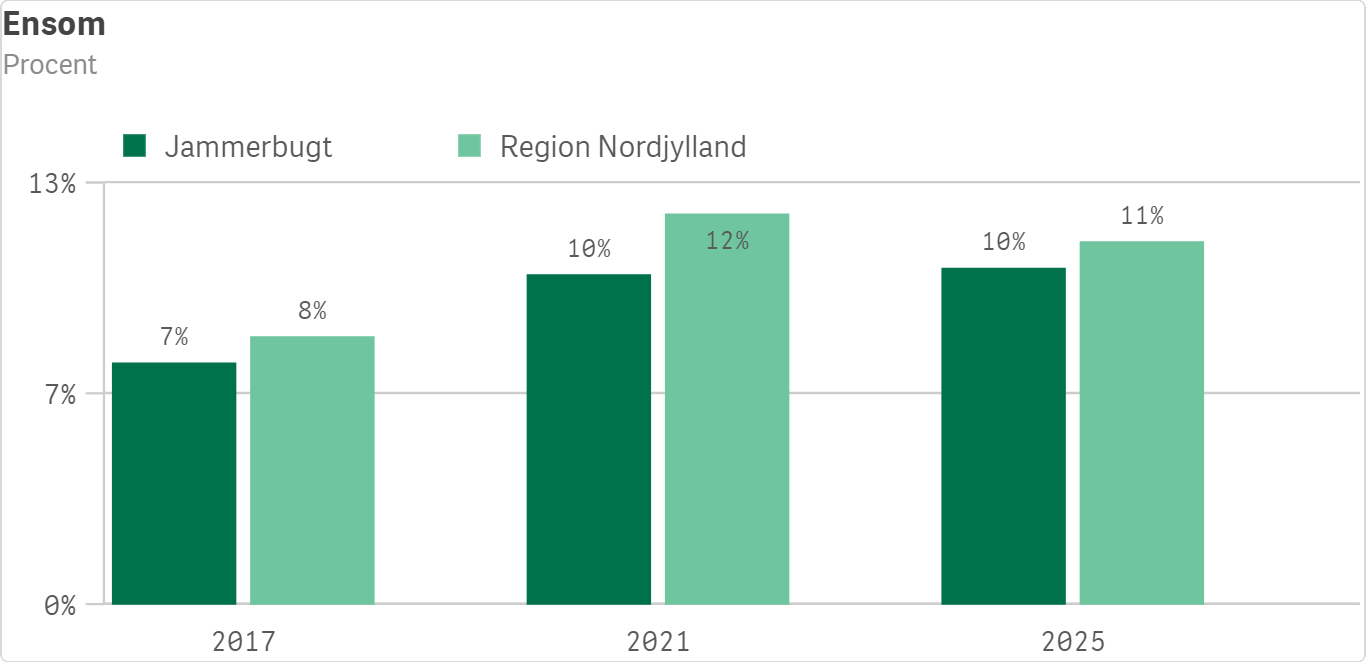 Ensom
Procent
Jammerbugt Region Nordjylland
13%
7%
0%
7% 8% 10% 12% 10% 11%
2017 2021 2025